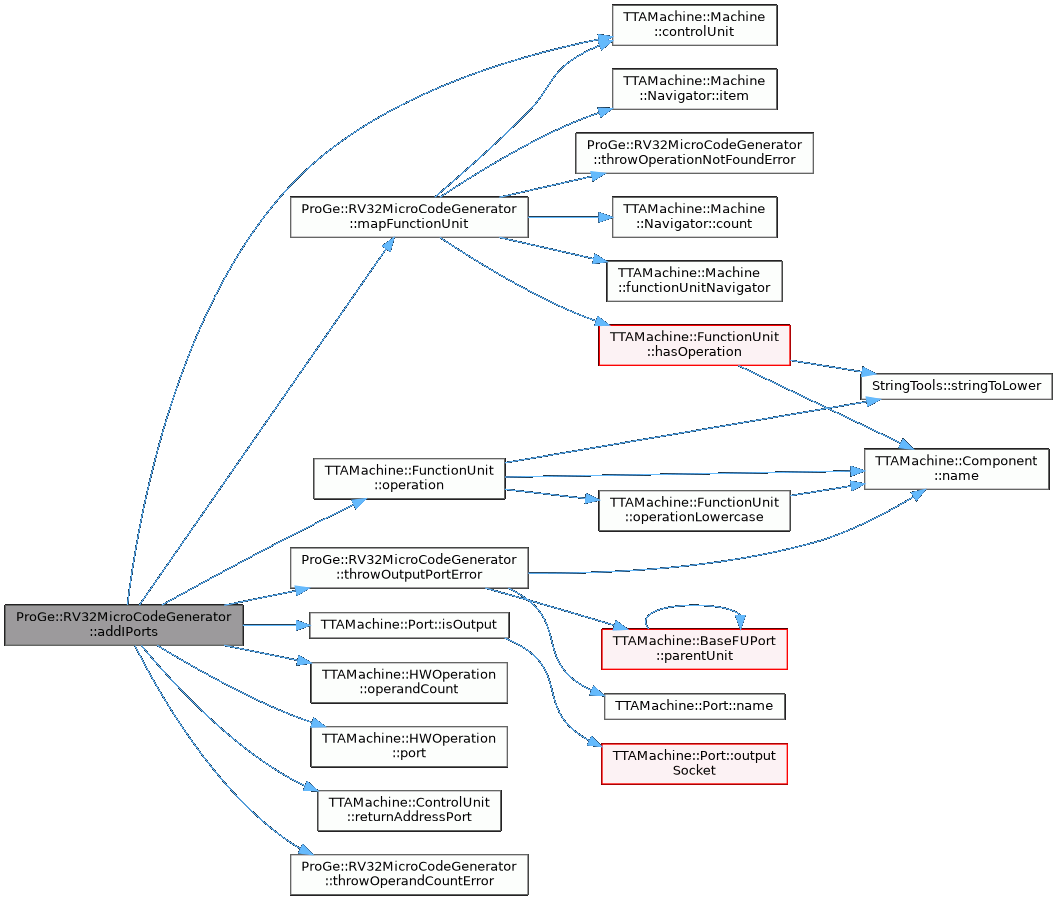 TTAMachine::Machine
::controlUnit
TTAMachine::Machine
::Navigator::item
ProGe::RV32MicroCodeGenerator
::throwOperationNotFoundError
ProGe::RV32MicroCodeGenerator
::mapFunctionUnit
TTAMachine::Machine
::Navigator::count
TTAMachine::Machine
::functionUnitNavigator
TTAMachine::FunctionUnit
::hasOperation
StringTools::stringToLower
TTAMachine::Component
::name
TTAMachine::FunctionUnit
::operation
TTAMachine::FunctionUnit
::operationLowercase
ProGe::RV32MicroCodeGenerator
::throwOutputPortError
ProGe::RV32MicroCodeGenerator
::addIPorts
TTAMachine::Port::isOutput
TTAMachine::BaseFUPort
::parentUnit
TTAMachine::HWOperation
::operandCount
TTAMachine::Port::name
TTAMachine::HWOperation
::port
TTAMachine::Port::output
Socket
TTAMachine::ControlUnit
::returnAddressPort
ProGe::RV32MicroCodeGenerator
::throwOperandCountError